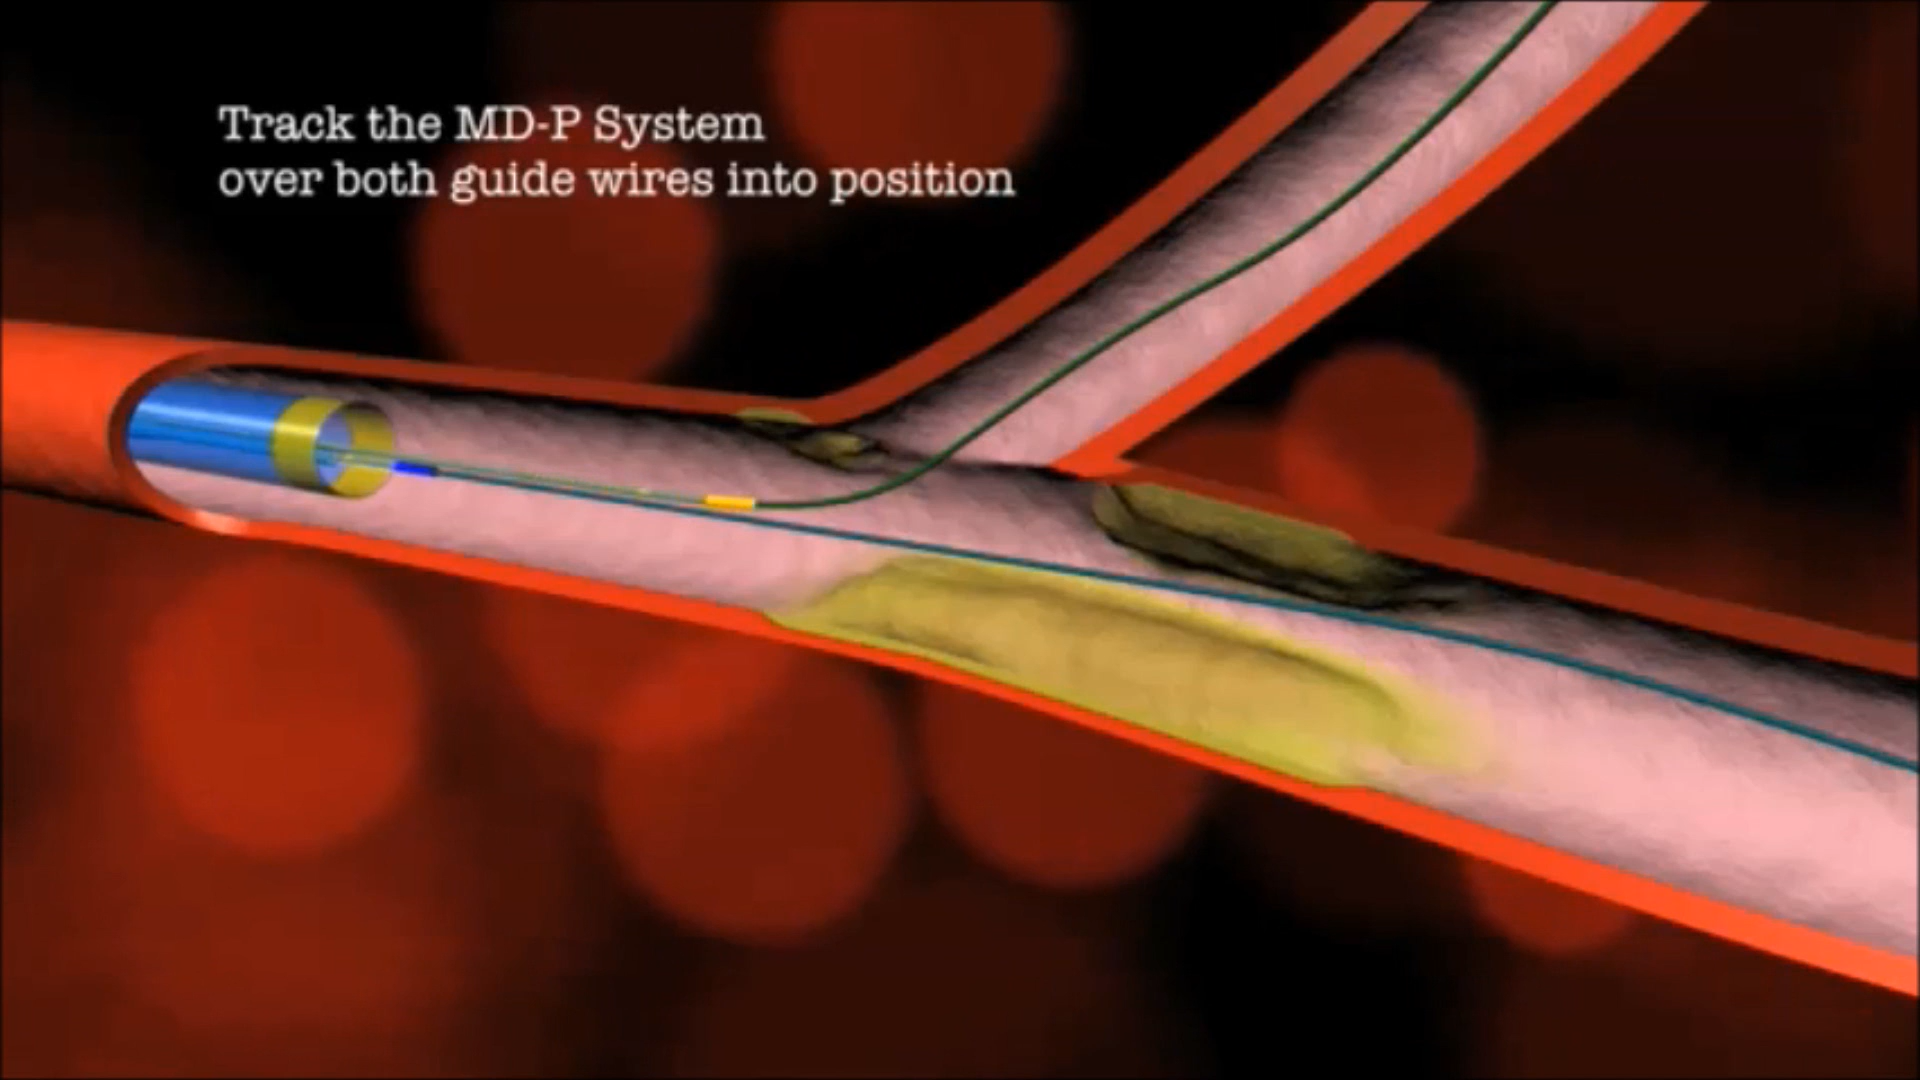 Track the MD-P System
over both guide wires into position